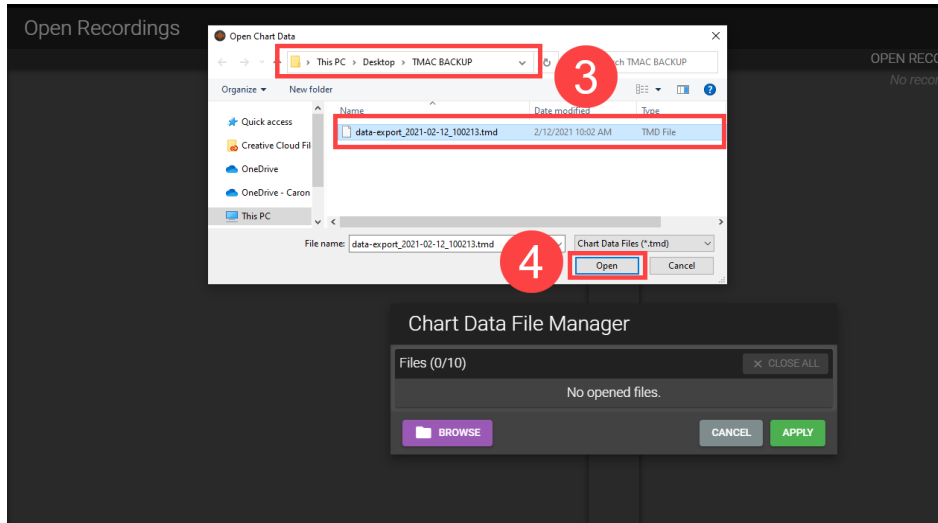 Open Recordings
Open Chart Data
This PC > Desktop > TMAC BACKUP
ch TMAC BACKUP
3
OPEN RECO
No recor
Organize
New folder
Name
Date modified
Type
Quick access
data-export_2021-02-12_100213.tmd
2/12/2021 10:02 AM
TMD File
Creative Cloud Fil
OneDrive
OneDrive - Caron
This PC
File name:
data-export_2021-02-12_100213.tmd
Chart Data Files (*.tmd)
4
Open
Cancel
Chart Data File Manager
Files (0/10)
× CLOSE ALL
No opened files.
BROWSE
CANCEL
APPLY